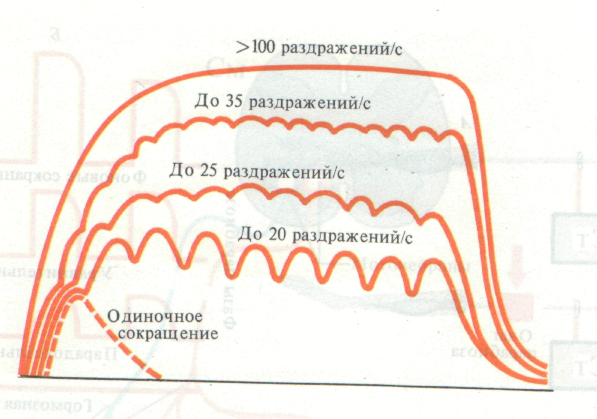 >100 раздражений/с
До 35 раздражений/с
До 25 раздражений/с
До 20 раздражений/с
Одиночное
сокращение